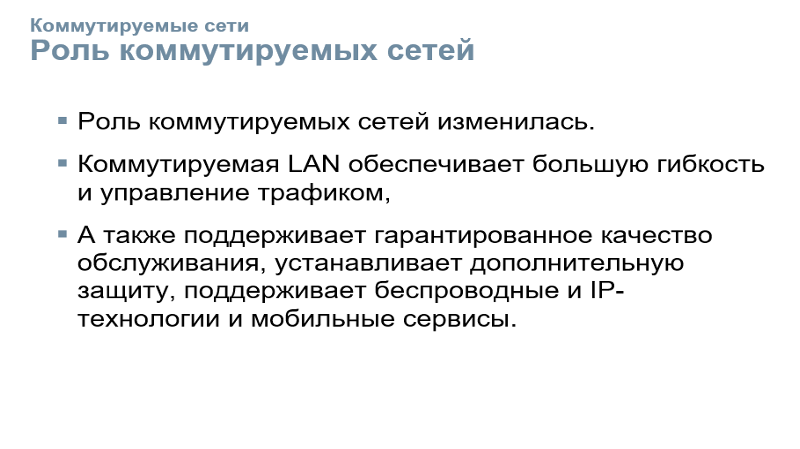 Коммутируемые сети
Роль коммутируемых сетей
Роль коммутируемых сетей изменилась.
Коммутируемая LAN обеспечивает большую гибкость
и управление трафиком,
А также поддерживает гарантированное качество
обслуживания, устанавливает дополнительную
защиту, поддерживает беспроводные и IP-
технологии и мобильные сервисы.